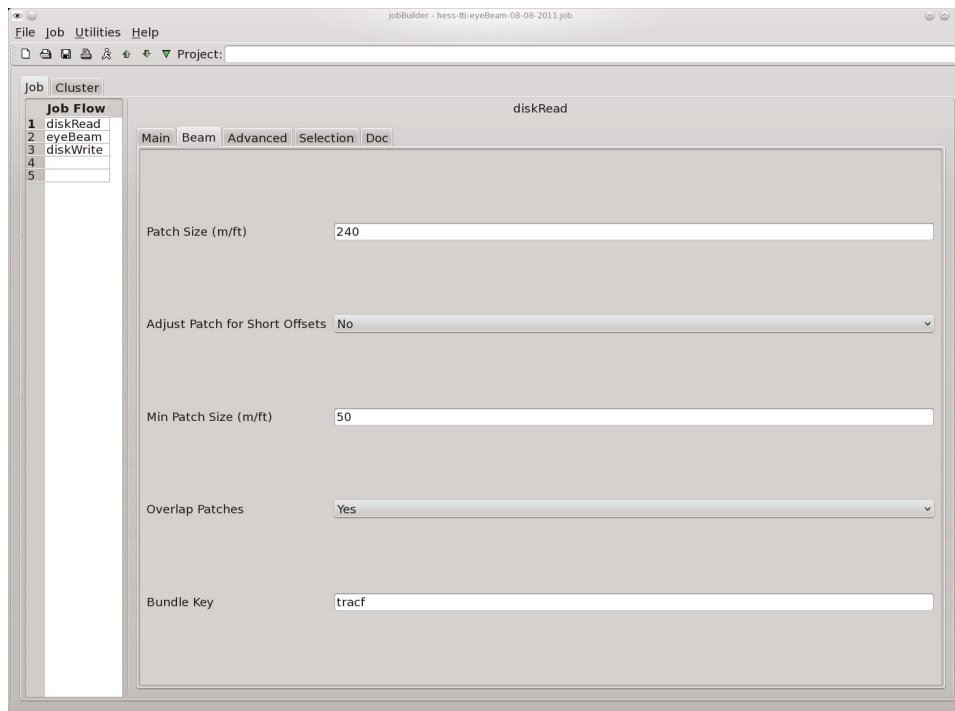 jobBuilder - hess-tti-eyeBeam-08-08-2011.job
File Job Utilities Help
Project:
Job Cluster
Job Flow
1 diskRead
2 eyeBeam
3 diskWrite
4
5
diskRead
Main Beam Advanced Selection Doc
Patch Size (m/ft) 240
Adjust Patch for Short Offsets No
Min Patch Size (m/ft) 50
Overlap Patches Yes
Bundle Key tracf